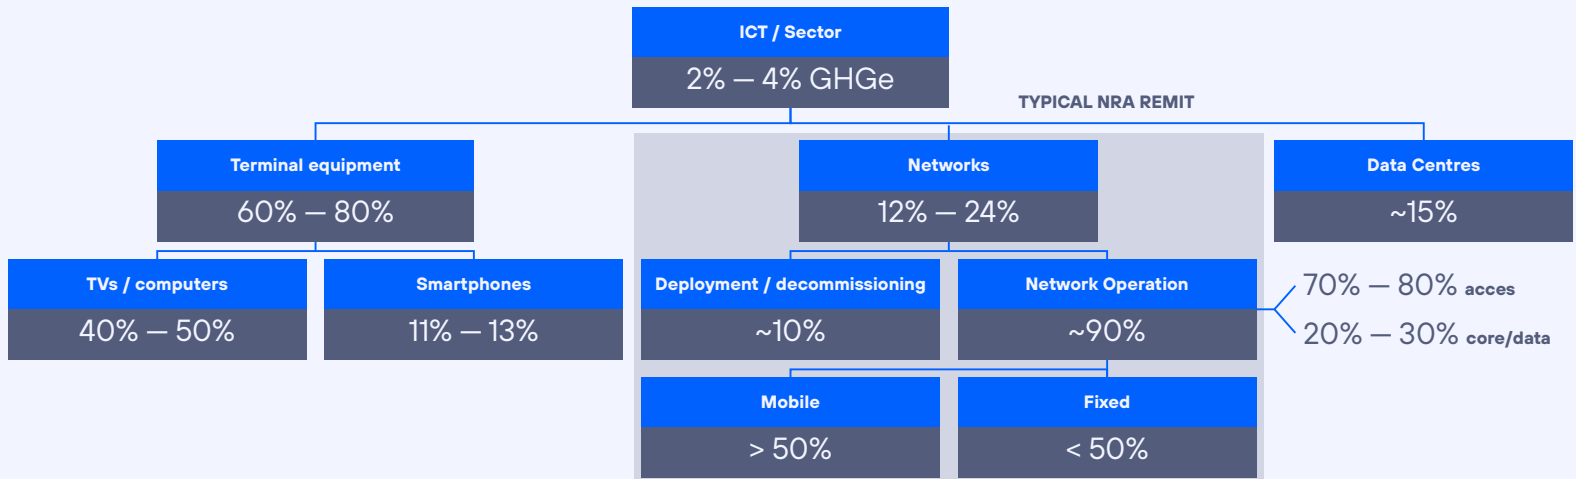 ICT / Sector
2% — 4% GHGe
TYPICAL NRA REMIT
Terminal equipment
60% — 80%
Networks
12% — 24%
Data Centres
~15%
TVs / computers
40% — 50%
Smartphones
11% — 13%
Deployment / decommissioning
~10%
Network Operation
~90%
70% — 80% acces
20% — 30% core/data
Mobile
> 50%
Fixed
< 50%